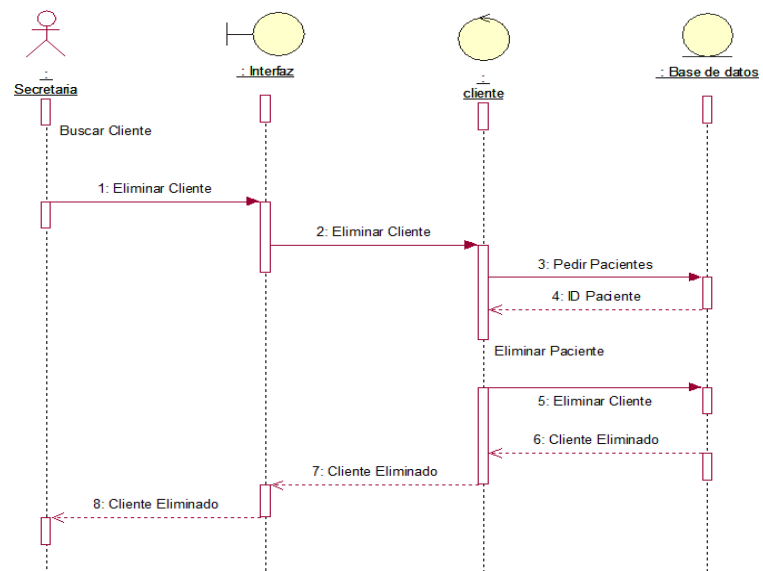 :
Secretaria
: Interfaz
:
cliente
: Base de datos
Buscar Cliente
1: Eliminar Cliente
2: Eliminar Cliente
3: Pedir Pacientes
4: ID Paciente
Eliminar Paciente
5: Eliminar Cliente
6: Cliente Eliminado
7: Cliente Eliminado
8: Cliente Eliminado